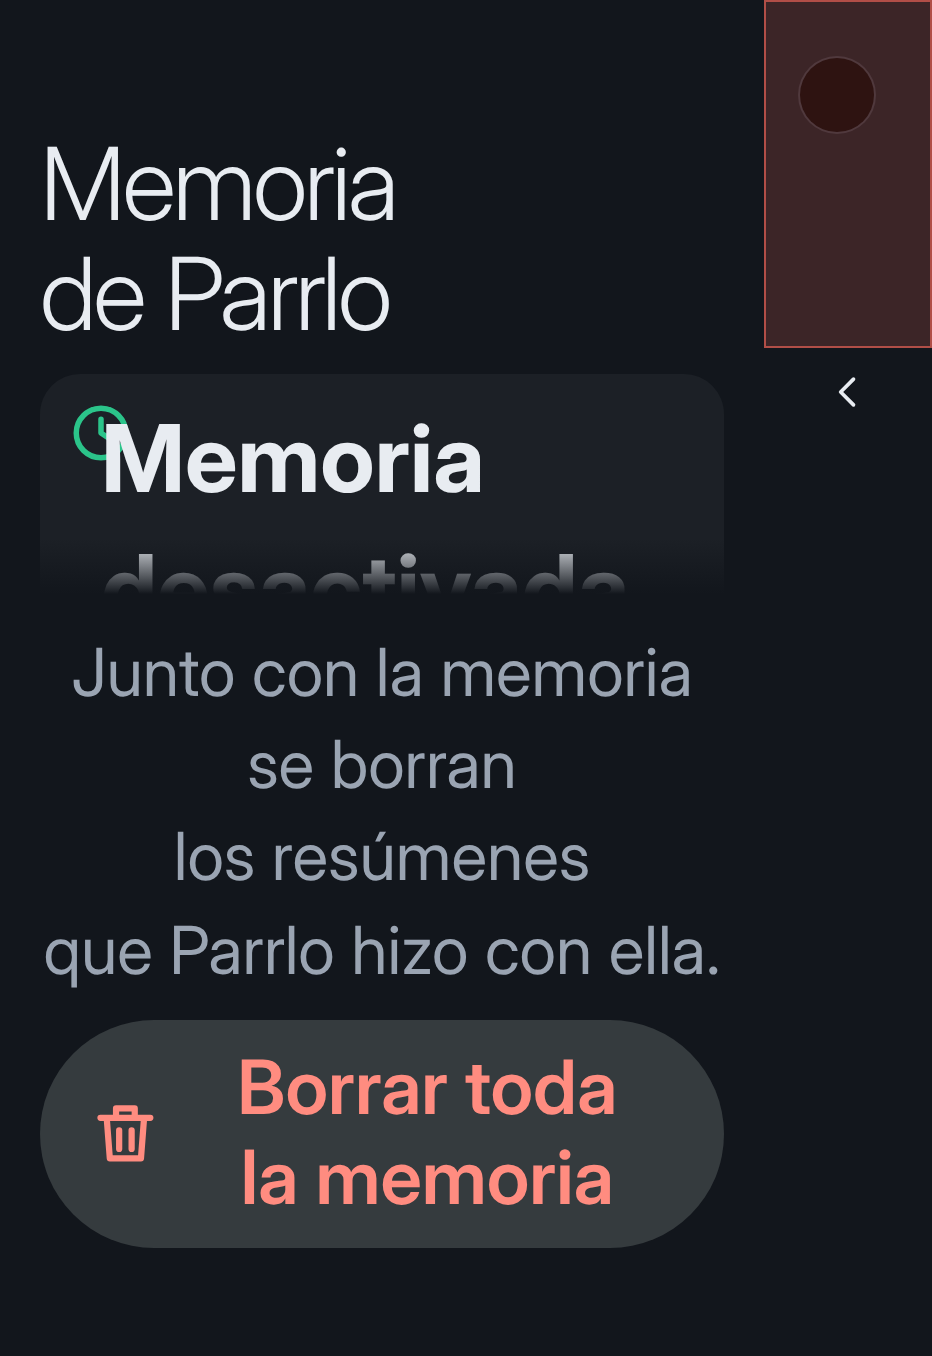 Memoria
de Parrlo
Memoria
desactivada
Junto con la memoria
se borran
los resúmenes
que Parrlo hizo con ella.
Borrar toda
la memoria